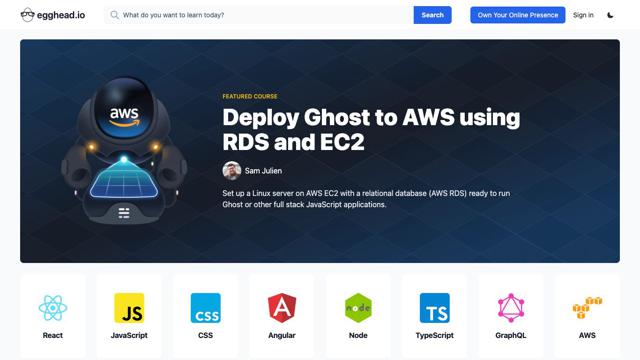 egghead.io
What do you want to learn today?
Search
Own Your Online Presence
Sign in
aws
FEATURED COURSE
Deploy Ghost to AWS using
RDS and EC2
Sam Julien
Set up a Linux server on AWS EC2 with a relational database (AWS RDS) ready to run
Ghost or other full stack JavaScript applications.
JS
CSS
A
node
TS
React
JavaScript
CSS
Angular
Node
TypeScript
GraphQL
AWS